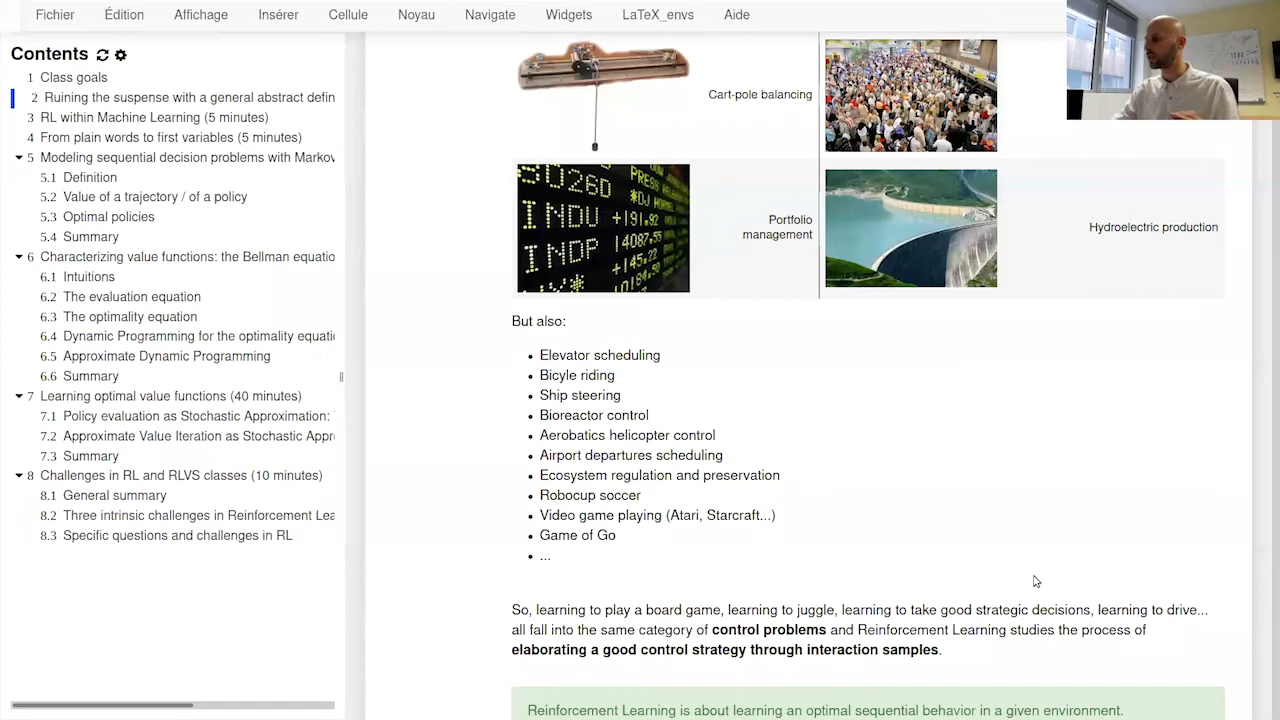 Fichier Édition Affichage Insérer Cellule Noyau Navigate Widgets LaTeX_envs Aide
Contents
1 Class goals
2 Ruining the suspense with a general abstract defin
3 RL within Machine Learning (5 minutes)
4 From plain words to first variables (5 minutes)
5 Modeling sequential decision problems with Markov
5.1 Definition
5.2 Value of a trajectory / of a policy
5.3 Optimal policies
5.4 Summary
6 Characterizing value functions: the Bellman equatio
6.1 Intuitions
6.2 The evaluation equation
6.3 The optimality equation
6.4 Dynamic Programming for the optimality equati
6.5 Approximate Dynamic Programming
6.6 Summary
7 Learning optimal value functions (40 minutes)
7.1 Policy evaluation as Stochastic Approximation:
7.2 Approximate Value Iteration as Stochastic Appr
7.3 Summary
8 Challenges in RL and RLVS classes (10 minutes)
8.1 General summary
8.2 Three intrinsic challenges in Reinforcement Lea
8.3 Specific questions and challenges in RL
Cart-pole balancing
PRESS
*DJ
INDU +191.92
INDP 14087.55
+145.22
Portfolio
management
Hydroelectric production
But also:
• Elevator scheduling
• Bicyle riding
• Ship steering
• Bioreactor control
• Aerobatics helicopter control
• Airport departures scheduling
• Ecosystem regulation and preservation
• Robocup soccer
• Video game playing (Atari, Starcraft...)
• Game of Go
• ...
So, learning to play a board game, learning to juggle, learning to take good strategic decisions, learning to drive...
all fall into the same category of control problems and Reinforcement Learning studies the process of
elaborating a good control strategy through interaction samples.
Reinforcement Learning is about learning an optimal sequential behavior in a given environment.